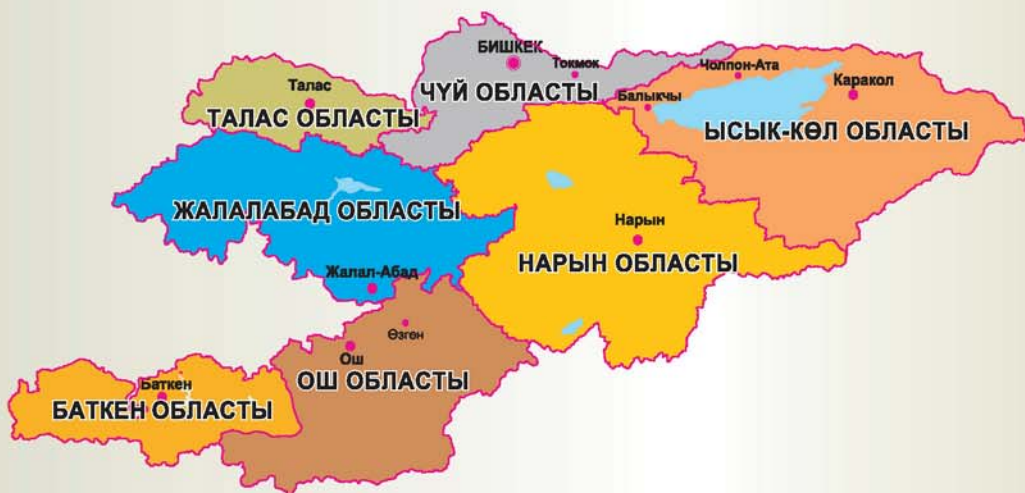 БИШКЕК
Токмок
Чолпон-Ата
Талас
ЧҮЙ ОБЛАСТЫ
Балыкчы
Каракол
ТАЛАС ОБЛАСТЫ
ЫСЫК-КӨЛ ОБЛАСТЫ
ЖАЛАЛАБАД ОБЛАСТЫ
Нарын
НАРЫН ОБЛАСТЫ
Жалал-Абад
Өзгөн
Ош
ОШ ОБЛАСТЫ
Баткен
БАТКЕН ОБЛАСТЫ